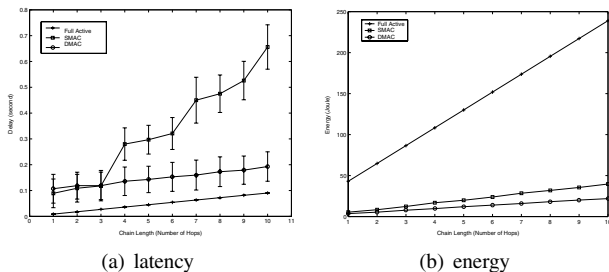 Full Active
SMAC
DMAC
0.8
0.7
0.6
0.5
0.4
0.3
0.2
0.1
0
Delay (second)
0 1 2 3 4 5 6 7 8 9 10 11
Chain Length (Number of Hops)
(a) latency
Full Active
SMAC
DMAC
250
200
150
100
50
0
Energy (Joule)
1 2 3 4 5 6 7 8 9 10
Chain Length (Number of Hops)
(b) energy